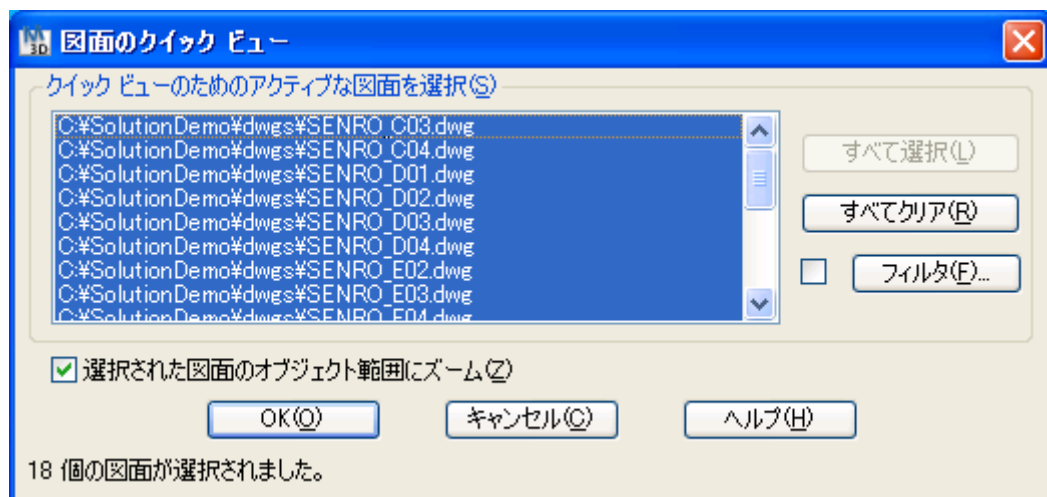 図面のクイック ビュー
クイック ビューのためのアクティブな図面を選択(S)
C:¥SolutionDemo¥dwgs¥SENRO_C03.dwg
C:¥SolutionDemo¥dwgs¥SENRO_C04.dwg
C:¥SolutionDemo¥dwgs¥SENRO_D01.dwg
C:¥SolutionDemo¥dwgs¥SENRO_D02.dwg
C:¥SolutionDemo¥dwgs¥SENRO_D03.dwg
C:¥SolutionDemo¥dwgs¥SENRO_D04.dwg
C:¥SolutionDemo¥dwgs¥SENRO_E02.dwg
C:¥SolutionDemo¥dwgs¥SENRO_E03.dwg
C:¥SolutionDemo¥dwgs¥SENRO_E04.dwg
すべて選択(L)
すべてクリア(R)
フィルタ(F)...
選択された図面のオブジェクト範囲にズーム(Z)
OK(O)
キャンセル(C)
ヘルプ(H)
18 個の図面が選択されました。